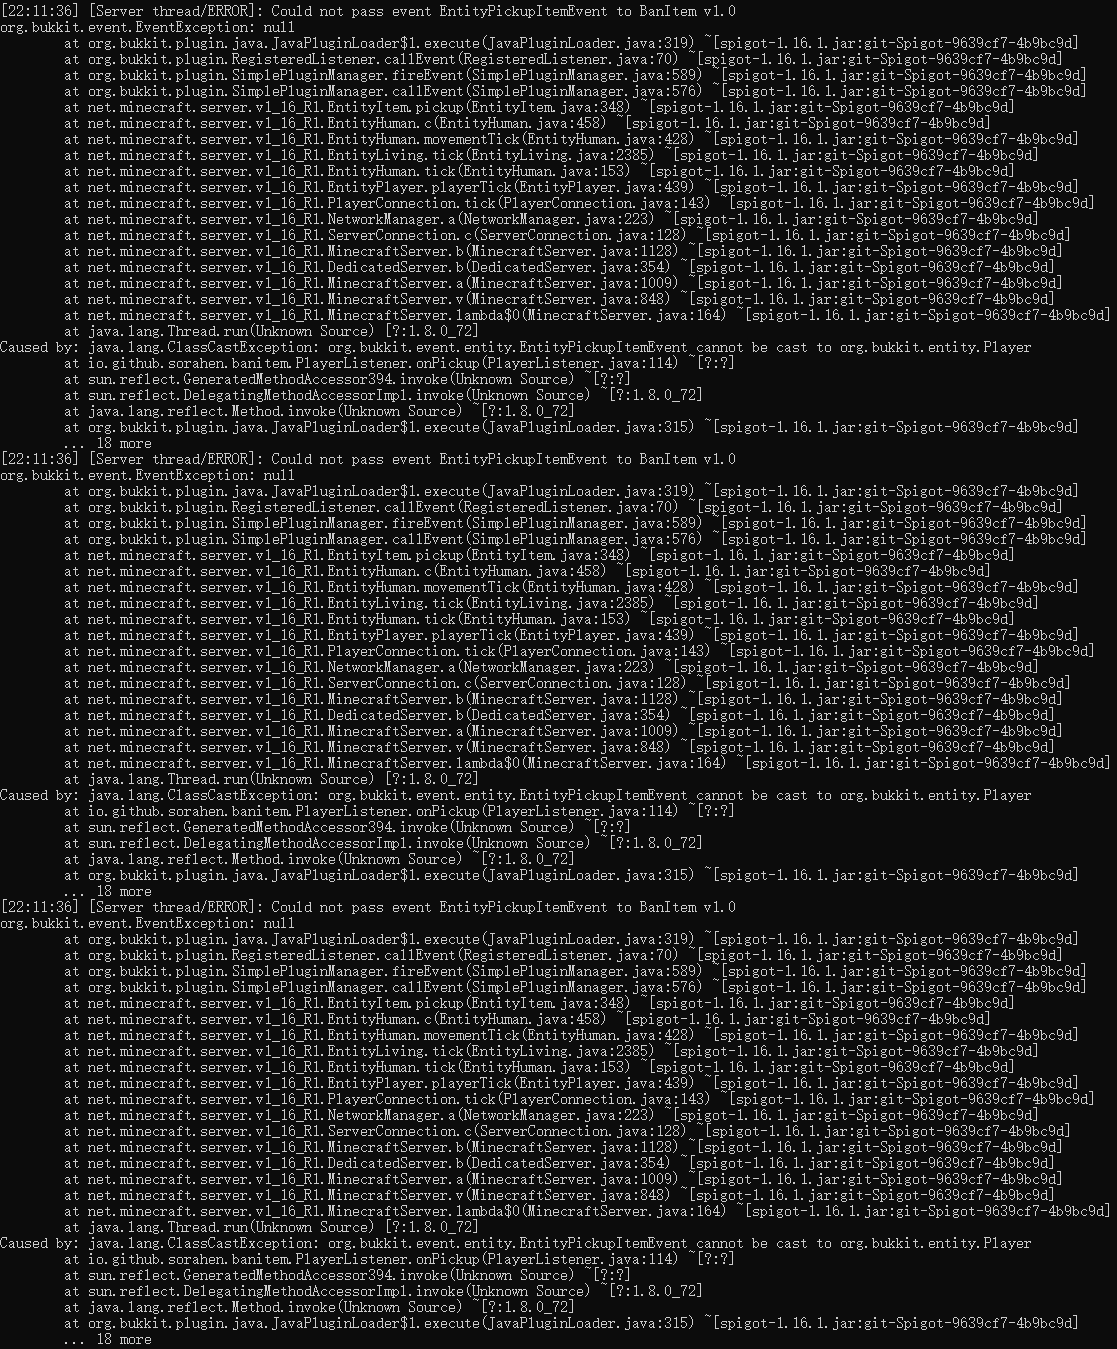 [22:11:36] [Server thread/ERROR]: Could not pass event EntityPickupItemEvent to BanItem v1.0
org.bukkit.event.EventException: null
at org.bukkit.plugin.java.JavaPluginLoader$1.execute(JavaPluginLoader.java:319) ~[spigot-1.16.1.jar:git-Spigot-9639cf7-4b9bc9d]
at org.bukkit.plugin.RegisteredListener.callEvent(RegisteredListener.java:70) ~[spigot-1.16.1.jar:git-Spigot-9639cf7-4b9bc9d]
at org.bukkit.plugin.SimplePluginManager.fireEvent(SimplePluginManager.java:589) ~[spigot-1.16.1.jar:git-Spigot-9639cf7-4b9bc9d]
at org.bukkit.plugin.SimplePluginManager.callEvent(SimplePluginManager.java:576) ~[spigot-1.16.1.jar:git-Spigot-9639cf7-4b9bc9d]
at net.minecraft.server.v1_16_R1.EntityItem.pickup(EntityItem.java:348) ~[spigot-1.16.1.jar:git-Spigot-9639cf7-4b9bc9d]
at net.minecraft.server.v1_16_R1.EntityHuman.c(EntityHuman.java:458) ~[spigot-1.16.1.jar:git-Spigot-9639cf7-4b9bc9d]
at net.minecraft.server.v1_16_R1.EntityHuman.movementTick(EntityHuman.java:428) ~[spigot-1.16.1.jar:git-Spigot-9639cf7-4b9bc9d]
at net.minecraft.server.v1_16_R1.EntityLiving.tick(EntityLiving.java:2385) ~[spigot-1.16.1.jar:git-Spigot-9639cf7-4b9bc9d]
at net.minecraft.server.v1_16_R1.EntityHuman.tick(EntityHuman.java:153) ~[spigot-1.16.1.jar:git-Spigot-9639cf7-4b9bc9d]
at net.minecraft.server.v1_16_R1.EntityPlayer.playerTick(EntityPlayer.java:439) ~[spigot-1.16.1.jar:git-Spigot-9639cf7-4b9bc9d]
at net.minecraft.server.v1_16_R1.PlayerConnection.tick(PlayerConnection.java:143) ~[spigot-1.16.1.jar:git-Spigot-9639cf7-4b9bc9d]
at net.minecraft.server.v1_16_R1.NetworkManager.a(NetworkManager.java:223) ~[spigot-1.16.1.jar:git-Spigot-9639cf7-4b9bc9d]
at net.minecraft.server.v1_16_R1.ServerConnection.c(ServerConnection.java:128) ~[spigot-1.16.1.jar:git-Spigot-9639cf7-4b9bc9d]
at net.minecraft.server.v1_16_R1.MinecraftServer.b(MinecraftServer.java:1128) ~[spigot-1.16.1.jar:git-Spigot-9639cf7-4b9bc9d]
at net.minecraft.server.v1_16_R1.DedicatedServer.b(DedicatedServer.java:354) ~[spigot-1.16.1.jar:git-Spigot-9639cf7-4b9bc9d]
at net.minecraft.server.v1_16_R1.MinecraftServer.a(MinecraftServer.java:1009) ~[spigot-1.16.1.jar:git-Spigot-9639cf7-4b9bc9d]
at net.minecraft.server.v1_16_R1.MinecraftServer.v(MinecraftServer.java:848) ~[spigot-1.16.1.jar:git-Spigot-9639cf7-4b9bc9d]
at net.minecraft.server.v1_16_R1.MinecraftServer.lambda$0(MinecraftServer.java:164) ~[spigot-1.16.1.jar:git-Spigot-9639cf7-4b9bc9d]
at java.lang.Thread.run(Unknown Source) [?:1.8.0_72]
Caused by: java.lang.ClassCastException: org.bukkit.event.entity.EntityPickupItemEvent cannot be cast to org.bukkit.entity.Player
at io.github.sorahen.banitem.PlayerListener.onPickup(PlayerListener.java:114) ~[?:?]
at sun.reflect.GeneratedMethodAccessor394.invoke(Unknown Source) ~[?:?]
at sun.reflect.DelegatingMethodAccessorImpl.invoke(Unknown Source) ~[?:1.8.0_72]
at java.lang.reflect.Method.invoke(Unknown Source) ~[?:1.8.0_72]
at org.bukkit.plugin.java.JavaPluginLoader$1.execute(JavaPluginLoader.java:315) ~[spigot-1.16.1.jar:git-Spigot-9639cf7-4b9bc9d]
... 18 more
[22:11:36] [Server thread/ERROR]: Could not pass event EntityPickupItemEvent to BanItem v1.0
org.bukkit.event.EventException: null
at org.bukkit.plugin.java.JavaPluginLoader$1.execute(JavaPluginLoader.java:319) ~[spigot-1.16.1.jar:git-Spigot-9639cf7-4b9bc9d]
at org.bukkit.plugin.RegisteredListener.callEvent(RegisteredListener.java:70) ~[spigot-1.16.1.jar:git-Spigot-9639cf7-4b9bc9d]
at org.bukkit.plugin.SimplePluginManager.fireEvent(SimplePluginManager.java:589) ~[spigot-1.16.1.jar:git-Spigot-9639cf7-4b9bc9d]
at org.bukkit.plugin.SimplePluginManager.callEvent(SimplePluginManager.java:576) ~[spigot-1.16.1.jar:git-Spigot-9639cf7-4b9bc9d]
at net.minecraft.server.v1_16_R1.EntityItem.pickup(EntityItem.java:348) ~[spigot-1.16.1.jar:git-Spigot-9639cf7-4b9bc9d]
at net.minecraft.server.v1_16_R1.EntityHuman.c(EntityHuman.java:458) ~[spigot-1.16.1.jar:git-Spigot-9639cf7-4b9bc9d]
at net.minecraft.server.v1_16_R1.EntityHuman.movementTick(EntityHuman.java:428) ~[spigot-1.16.1.jar:git-Spigot-9639cf7-4b9bc9d]
at net.minecraft.server.v1_16_R1.EntityLiving.tick(EntityLiving.java:2385) ~[spigot-1.16.1.jar:git-Spigot-9639cf7-4b9bc9d]
at net.minecraft.server.v1_16_R1.EntityHuman.tick(EntityHuman.java:153) ~[spigot-1.16.1.jar:git-Spigot-9639cf7-4b9bc9d]
at net.minecraft.server.v1_16_R1.EntityPlayer.playerTick(EntityPlayer.java:439) ~[spigot-1.16.1.jar:git-Spigot-9639cf7-4b9bc9d]
at net.minecraft.server.v1_16_R1.PlayerConnection.tick(PlayerConnection.java:143) ~[spigot-1.16.1.jar:git-Spigot-9639cf7-4b9bc9d]
at net.minecraft.server.v1_16_R1.NetworkManager.a(NetworkManager.java:223) ~[spigot-1.16.1.jar:git-Spigot-9639cf7-4b9bc9d]
at net.minecraft.server.v1_16_R1.ServerConnection.c(ServerConnection.java:128) ~[spigot-1.16.1.jar:git-Spigot-9639cf7-4b9bc9d]
at net.minecraft.server.v1_16_R1.MinecraftServer.b(MinecraftServer.java:1128) ~[spigot-1.16.1.jar:git-Spigot-9639cf7-4b9bc9d]
at net.minecraft.server.v1_16_R1.DedicatedServer.b(DedicatedServer.java:354) ~[spigot-1.16.1.jar:git-Spigot-9639cf7-4b9bc9d]
at net.minecraft.server.v1_16_R1.MinecraftServer.a(MinecraftServer.java:1009) ~[spigot-1.16.1.jar:git-Spigot-9639cf7-4b9bc9d]
at net.minecraft.server.v1_16_R1.MinecraftServer.v(MinecraftServer.java:848) ~[spigot-1.16.1.jar:git-Spigot-9639cf7-4b9bc9d]
at net.minecraft.server.v1_16_R1.MinecraftServer.lambda$0(MinecraftServer.java:164) ~[spigot-1.16.1.jar:git-Spigot-9639cf7-4b9bc9d]
at java.lang.Thread.run(Unknown Source) [?:1.8.0_72]
Caused by: java.lang.ClassCastException: org.bukkit.event.entity.EntityPickupItemEvent cannot be cast to org.bukkit.entity.Player
at io.github.sorahen.banitem.PlayerListener.onPickup(PlayerListener.java:114) ~[?:?]
at sun.reflect.GeneratedMethodAccessor394.invoke(Unknown Source) ~[?:?]
at sun.reflect.DelegatingMethodAccessorImpl.invoke(Unknown Source) ~[?:1.8.0_72]
at java.lang.reflect.Method.invoke(Unknown Source) ~[?:1.8.0_72]
at org.bukkit.plugin.java.JavaPluginLoader$1.execute(JavaPluginLoader.java:315) ~[spigot-1.16.1.jar:git-Spigot-9639cf7-4b9bc9d]
... 18 more
[22:11:36] [Server thread/ERROR]: Could not pass event EntityPickupItemEvent to BanItem v1.0
org.bukkit.event.EventException: null
at org.bukkit.plugin.java.JavaPluginLoader$1.execute(JavaPluginLoader.java:319) ~[spigot-1.16.1.jar:git-Spigot-9639cf7-4b9bc9d]
at org.bukkit.plugin.RegisteredListener.callEvent(RegisteredListener.java:70) ~[spigot-1.16.1.jar:git-Spigot-9639cf7-4b9bc9d]
at org.bukkit.plugin.SimplePluginManager.fireEvent(SimplePluginManager.java:589) ~[spigot-1.16.1.jar:git-Spigot-9639cf7-4b9bc9d]
at org.bukkit.plugin.SimplePluginManager.callEvent(SimplePluginManager.java:576) ~[spigot-1.16.1.jar:git-Spigot-9639cf7-4b9bc9d]
at net.minecraft.server.v1_16_R1.EntityItem.pickup(EntityItem.java:348) ~[spigot-1.16.1.jar:git-Spigot-9639cf7-4b9bc9d]
at net.minecraft.server.v1_16_R1.EntityHuman.c(EntityHuman.java:458) ~[spigot-1.16.1.jar:git-Spigot-9639cf7-4b9bc9d]
at net.minecraft.server.v1_16_R1.EntityHuman.movementTick(EntityHuman.java:428) ~[spigot-1.16.1.jar:git-Spigot-9639cf7-4b9bc9d]
at net.minecraft.server.v1_16_R1.EntityLiving.tick(EntityLiving.java:2385) ~[spigot-1.16.1.jar:git-Spigot-9639cf7-4b9bc9d]
at net.minecraft.server.v1_16_R1.EntityHuman.tick(EntityHuman.java:153) ~[spigot-1.16.1.jar:git-Spigot-9639cf7-4b9bc9d]
at net.minecraft.server.v1_16_R1.EntityPlayer.playerTick(EntityPlayer.java:439) ~[spigot-1.16.1.jar:git-Spigot-9639cf7-4b9bc9d]
at net.minecraft.server.v1_16_R1.PlayerConnection.tick(PlayerConnection.java:143) ~[spigot-1.16.1.jar:git-Spigot-9639cf7-4b9bc9d]
at net.minecraft.server.v1_16_R1.NetworkManager.a(NetworkManager.java:223) ~[spigot-1.16.1.jar:git-Spigot-9639cf7-4b9bc9d]
at net.minecraft.server.v1_16_R1.ServerConnection.c(ServerConnection.java:128) ~[spigot-1.16.1.jar:git-Spigot-9639cf7-4b9bc9d]
at net.minecraft.server.v1_16_R1.MinecraftServer.b(MinecraftServer.java:1128) ~[spigot-1.16.1.jar:git-Spigot-9639cf7-4b9bc9d]
at net.minecraft.server.v1_16_R1.DedicatedServer.b(DedicatedServer.java:354) ~[spigot-1.16.1.jar:git-Spigot-9639cf7-4b9bc9d]
at net.minecraft.server.v1_16_R1.MinecraftServer.a(MinecraftServer.java:1009) ~[spigot-1.16.1.jar:git-Spigot-9639cf7-4b9bc9d]
at net.minecraft.server.v1_16_R1.MinecraftServer.v(MinecraftServer.java:848) ~[spigot-1.16.1.jar:git-Spigot-9639cf7-4b9bc9d]
at net.minecraft.server.v1_16_R1.MinecraftServer.lambda$0(MinecraftServer.java:164) ~[spigot-1.16.1.jar:git-Spigot-9639cf7-4b9bc9d]
at java.lang.Thread.run(Unknown Source) [?:1.8.0_72]
Caused by: java.lang.ClassCastException: org.bukkit.event.entity.EntityPickupItemEvent cannot be cast to org.bukkit.entity.Player
at io.github.sorahen.banitem.PlayerListener.onPickup(PlayerListener.java:114) ~[?:?]
at sun.reflect.GeneratedMethodAccessor394.invoke(Unknown Source) ~[?:?]
at sun.reflect.DelegatingMethodAccessorImpl.invoke(Unknown Source) ~[?:1.8.0_72]
at java.lang.reflect.Method.invoke(Unknown Source) ~[?:1.8.0_72]
at org.bukkit.plugin.java.JavaPluginLoader$1.execute(JavaPluginLoader.java:315) ~[spigot-1.16.1.jar:git-Spigot-9639cf7-4b9bc9d]
... 18 more